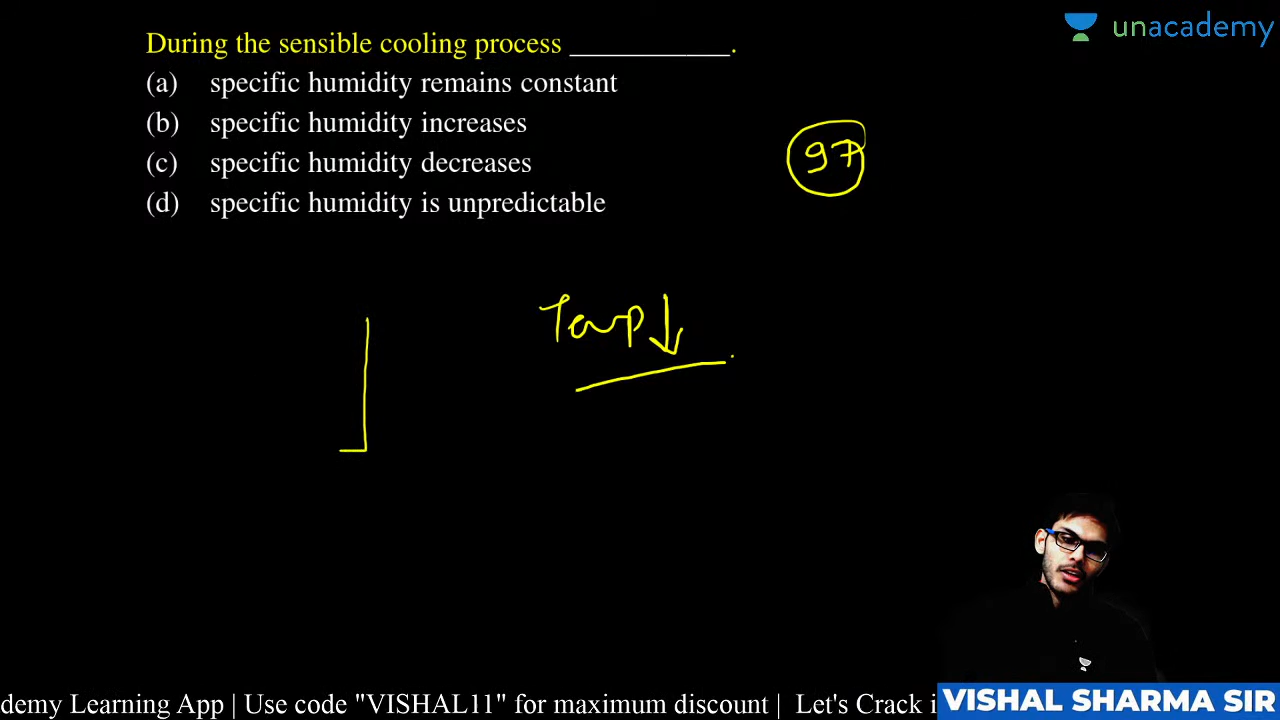 unacademy
During the sensible cooling process ___________.
(a) specific humidity remains constant
(b) specific humidity increases
(c) specific humidity decreases
(d) specific humidity is unpredictable
97
Temp↓
demy Learning App | Use code "VISHAL11" for maximum discount | Let's Crack i
VISHAL SHARMA SIR